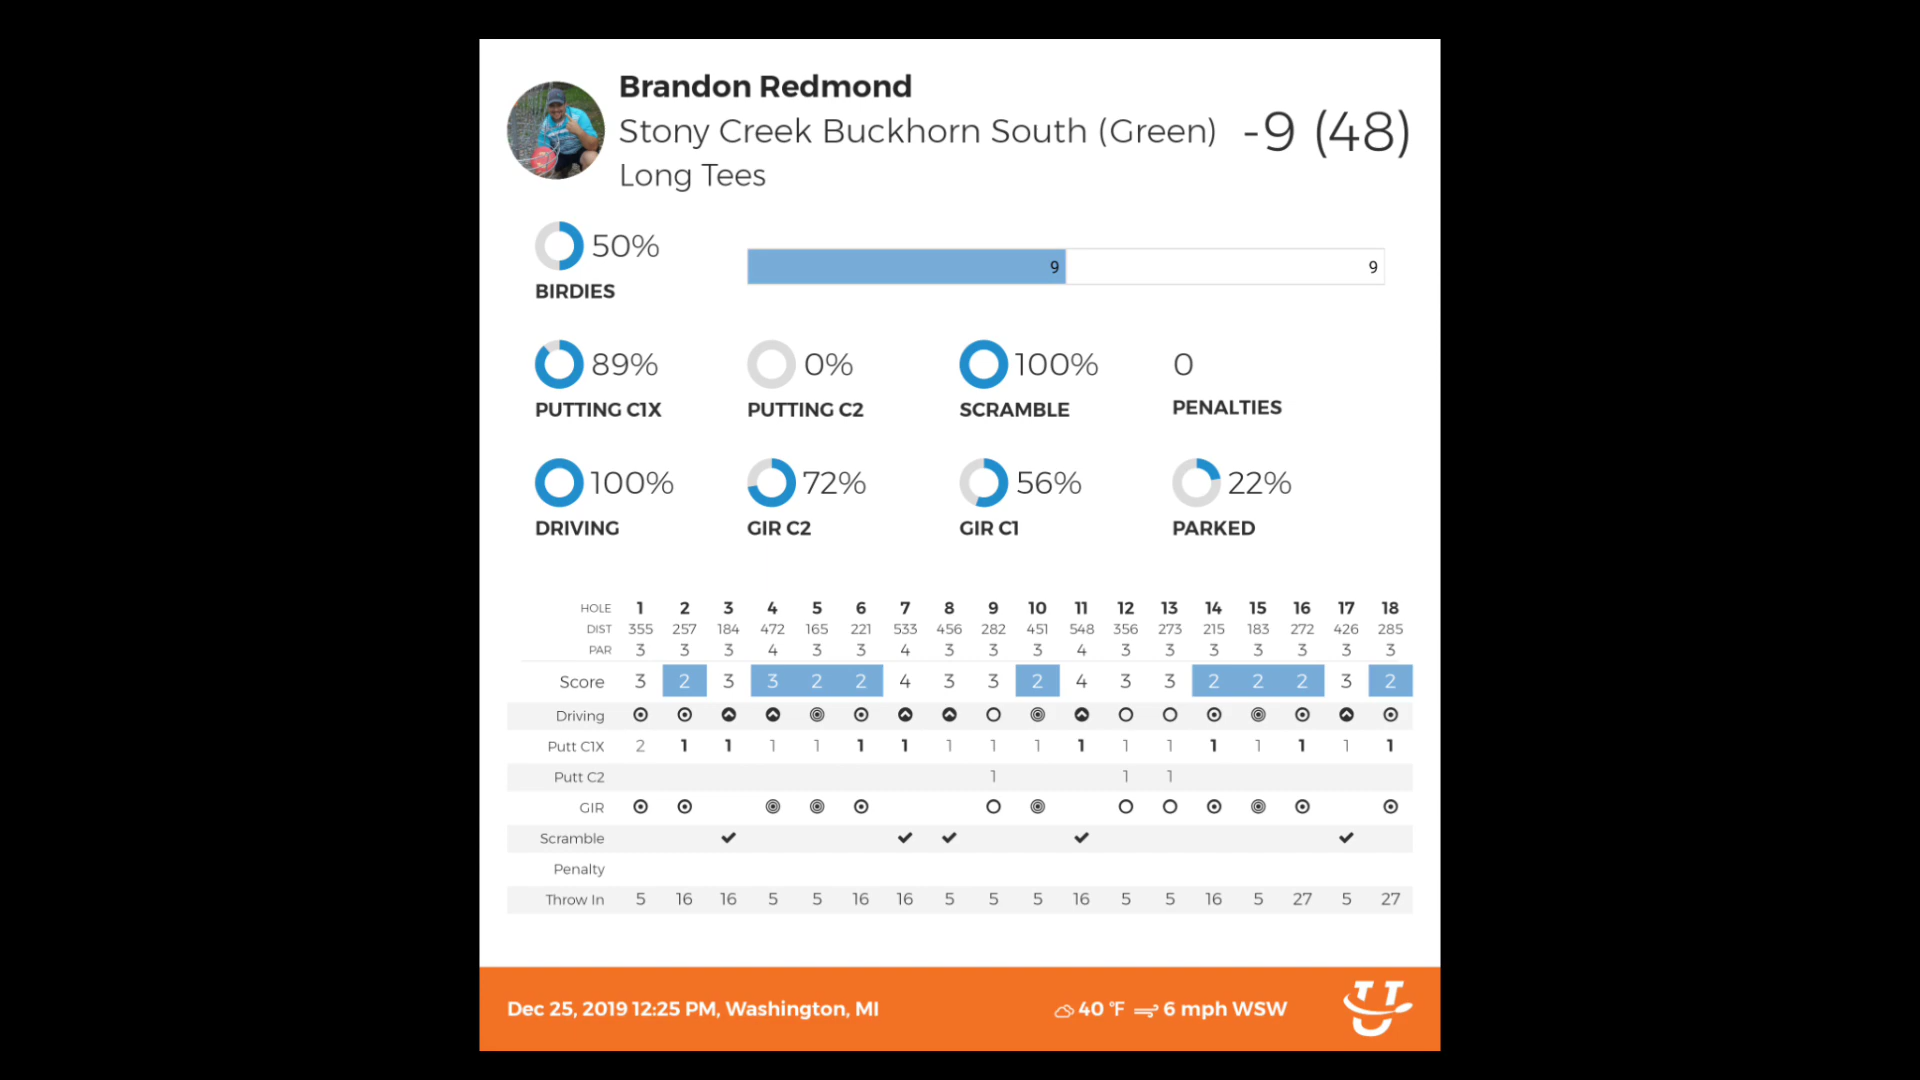 Brandon Redmond
Stony Creek Buckhorn South (Green) -9 (48)
Long Tees
50%
BIRDIES
9 9
89% 0% 100% 0
PUTTING C1X PUTTING C2 SCRAMBLE PENALTIES
100% 72% 56% 22%
DRIVING GIR C2 GIR C1 PARKED
HOLE 1 2 3 4 5 6 7 8 9 10 11 12 13 14 15 16 17 18
DIST 355 257 184 472 165 221 533 456 282 451 548 356 273 215 183 272 426 285
PAR 3 3 3 4 3 3 4 3 3 3 4 3 3 3 3 3 3 3
Score 3 2 3 3 2 2 4 3 3 2 4 3 3 2 2 2 3 2
Driving
Putt C1X 2 1 1 1 1 1 1 1 1 1 1 1 1 1 1 1 1 1
Putt C2 1 1 1
GIR
Scramble
Penalty
Throw In 5 16 16 5 5 16 16 5 5 5 16 5 5 16 5 27 5 27
Dec 25, 2019 12:25 PM, Washington, MI 40 °F 6 mph WSW